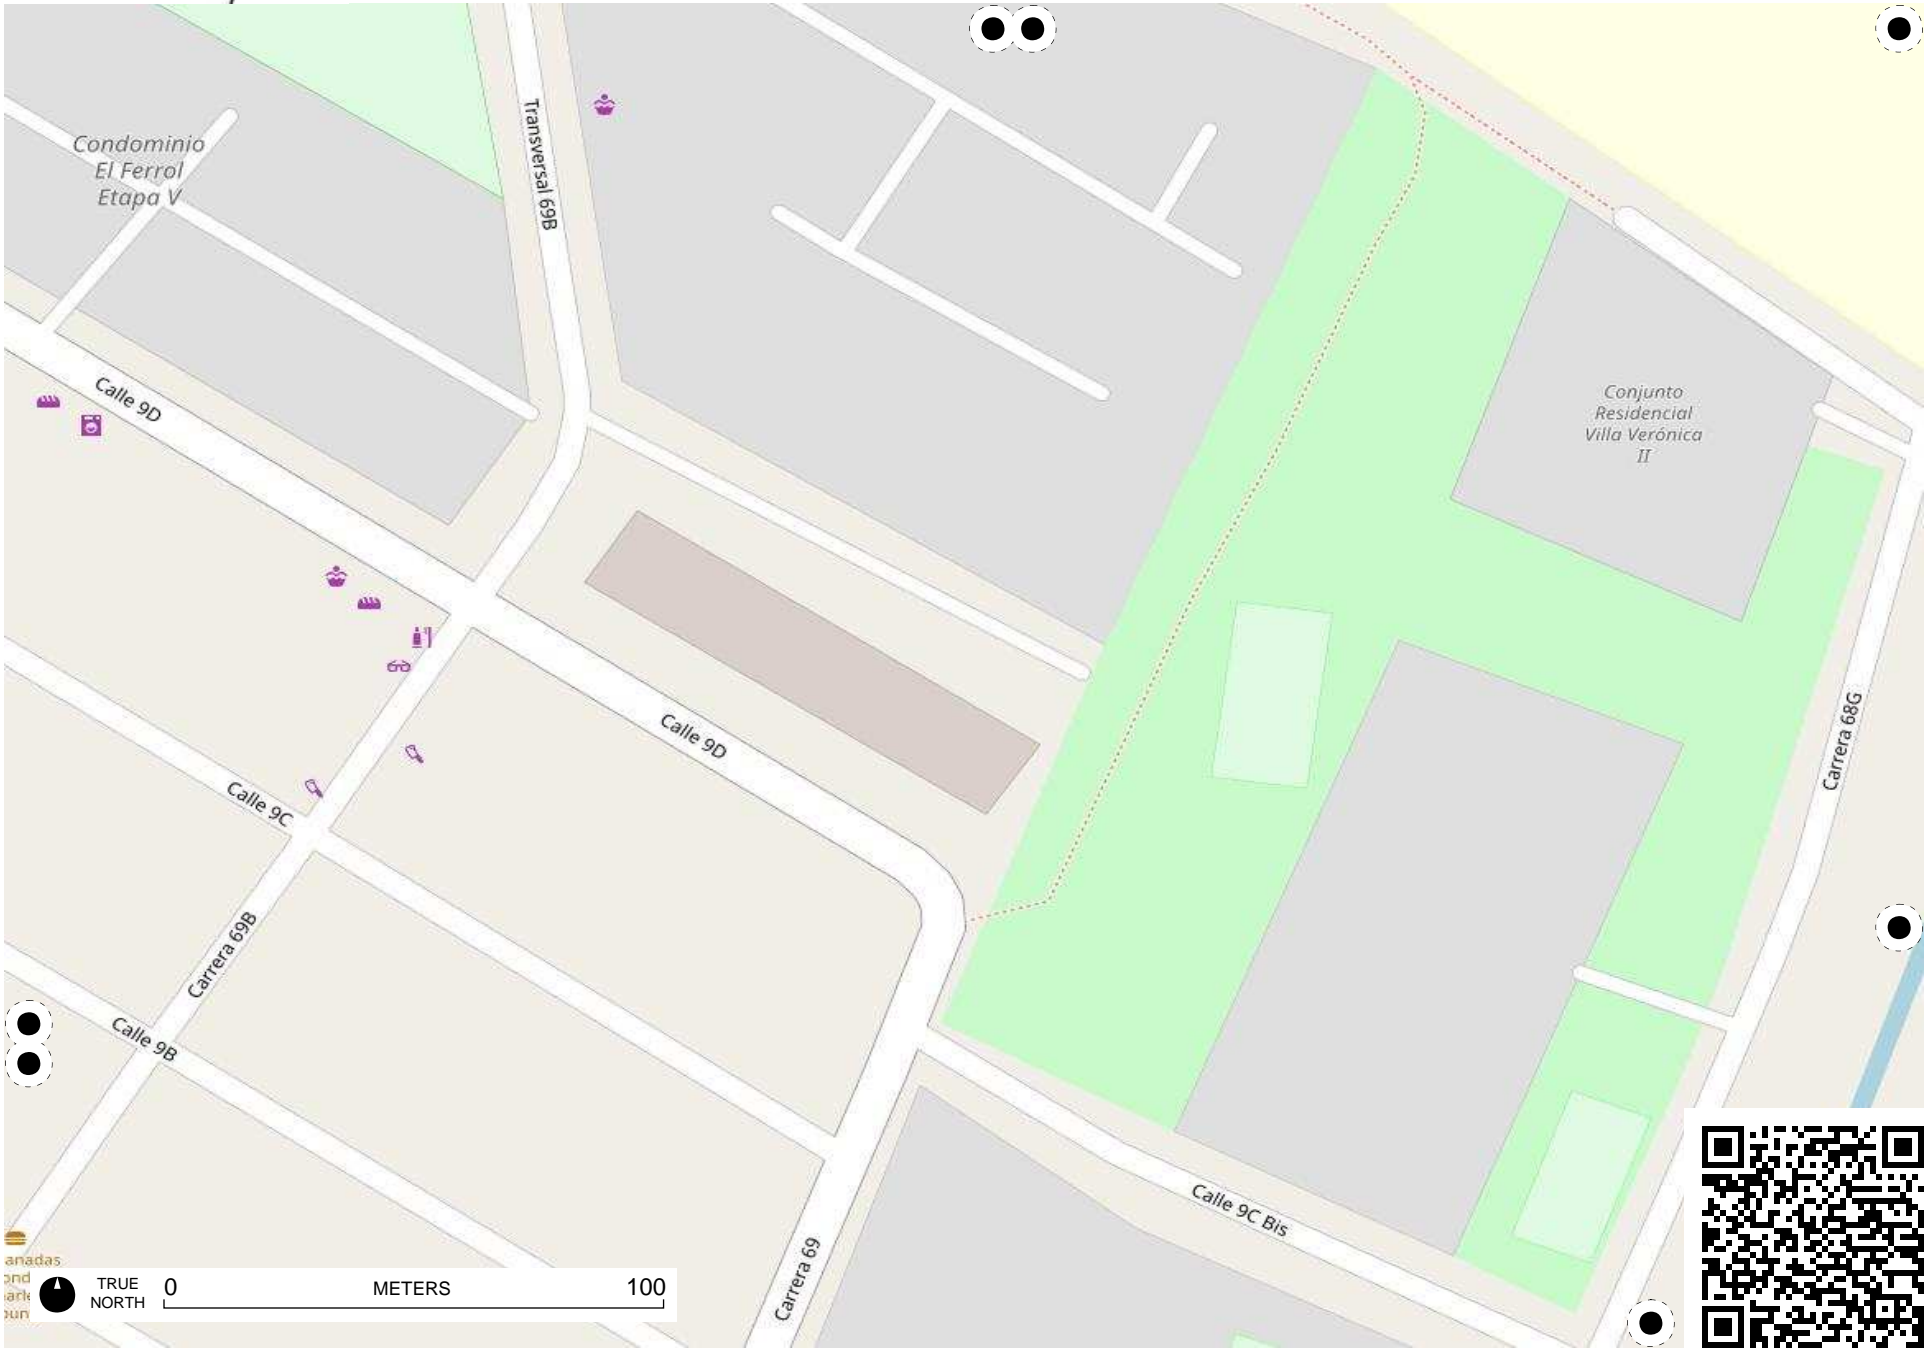 Condominio
El Ferrol
Etapa V
Transversal 69B
Calle 9D
Conjunto
Residencial
Villa Verónica
II
Calle 9D
Carrera 68G
Calle 9C
Carrera 69B
Calle 9B
Calle 9C Bis
Carrera 69
TRUE
NORTH
0
METERS
100